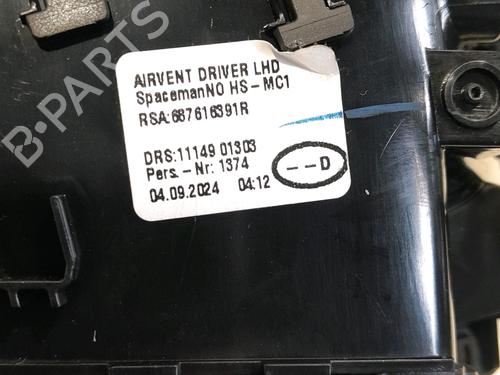 AIRVENT DRIVER LHD
SpacemanNO HS - MC1
RSA:687616391R
DRS:11149 01303
Pers. - Nr: 1374
04.09.2024 04:12
--D
B-PARTS